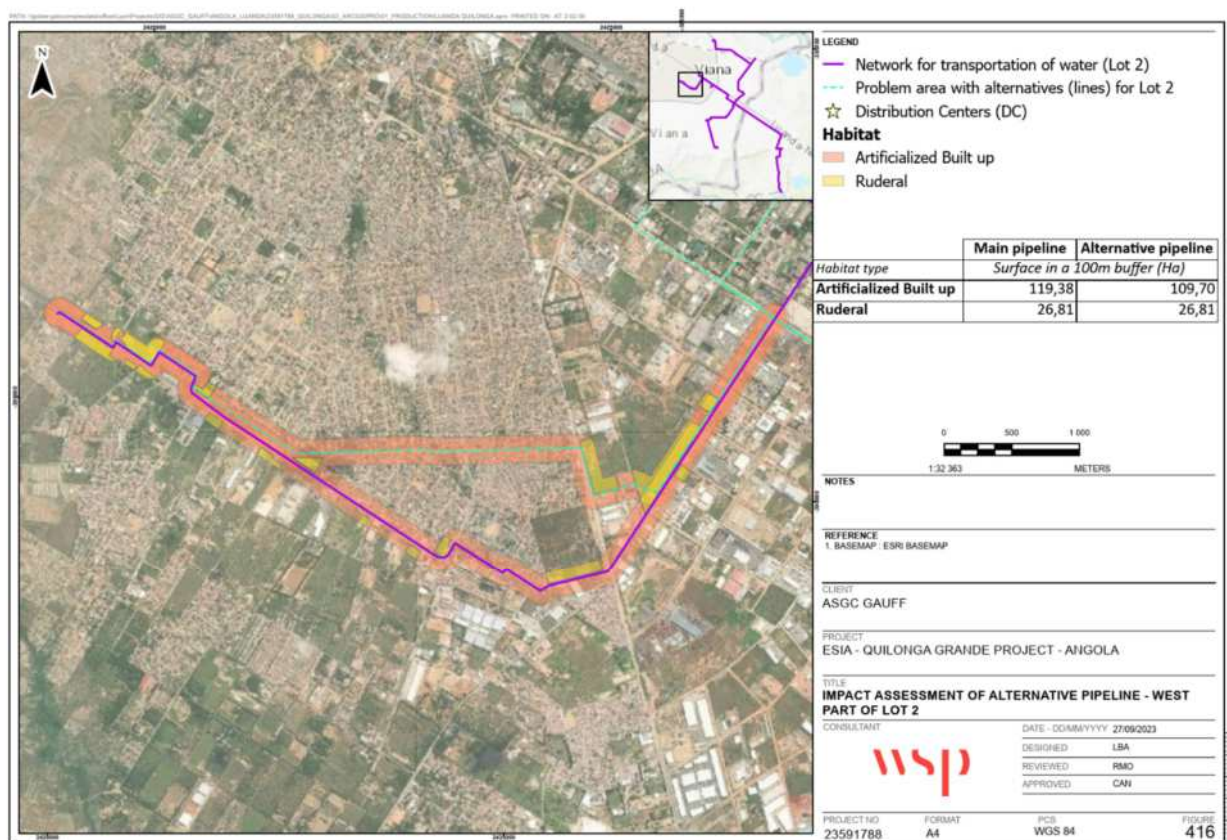 N
Viana
Viana
LEGEND
Network for transportation of water (Lot 2)
Problem area with alternatives (lines) for Lot 2
Distribution Centers (DC)
Habitat
Artificialized Built up
Ruderal
Main pipeline Alternative pipeline
Habitat type Surface in a 100m buffer (Ha)
Artificialized Built up 119,38 109,70
Ruderal 26,81 26,81
0 500 1 000
1:32 363 METERS
NOTES
REFERENCE
1. BASEMAP : ESRI BASEMAP
CLIENT
ASGC GAUFF
PROJECT
ESIA - QUILONGA GRANDE PROJECT - ANGOLA
TITLE
IMPACT ASSESSMENT OF ALTERNATIVE PIPELINE - WEST
PART OF LOT 2
CONSULTANT
wsp
DATE - DD/MM/YYYY 27/09/2023
DESIGNED LBA
REVIEWED RMO
APPROVED CAN
PROJECT NO FORMAT PCS FIGURE
23591788 A4 WGS 84 416